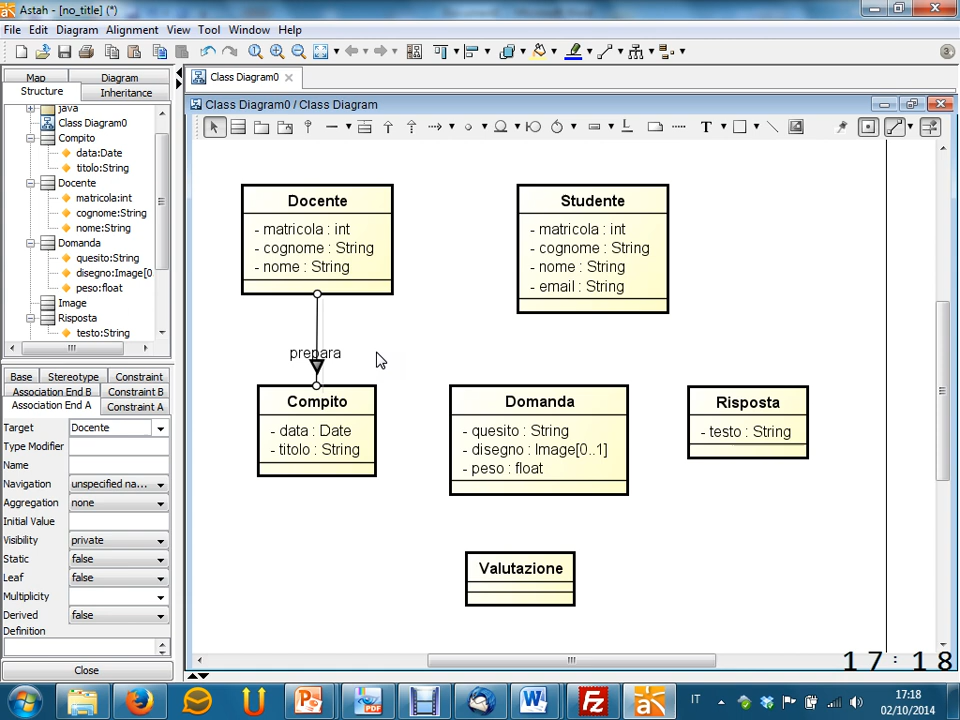 Astah - [no_title] (*)
File Edit Diagram Alignment View Tool Window Help
Map Diagram
Structure Inheritance
java
Class Diagram0
Compito
data:Date
titolo:String
Docente
matricola:int
cognome:String
nome:String
Domanda
quesito:String
disegno:Image[0
peso:float
Image
Risposta
testo:String
Base Stereotype Constraint
Association End B Constraint B
Association End A Constraint A
Target Docente
Type Modifier
Name
Navigation unspecified na...
Aggregation none
Initial Value
Visibility private
Static false
Leaf false
Multiplicity
Derived false
Definition
Close
Class Diagram0
Class Diagram0 / Class Diagram
T
3
Docente
- matricola : int
- cognome : String
- nome : String
Studente
- matricola : int
- cognome : String
- nome : String
- email : String
prepara
Compito
- data : Date
- titolo : String
Domanda
- quesito : String
- disegno : Image[0..1]
- peso : float
Risposta
- testo : String
Valutazione
17:18
IT
17:18
02/10/2014